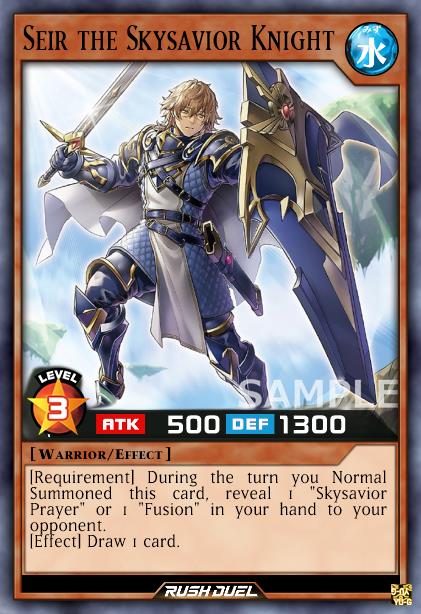 Seir the Skysavior Knight
みず
水
SAMPLE
LEVEL
3
ATK 500 DEF 1300
[Warrior/Effect]
[Requirement] During the turn you Normal
Summoned this card, reveal 1 "Skysavior
Prayer" or 1 "Fusion" in your hand to your
opponent.
[Effect] Draw 1 card.
RUSH DUEL